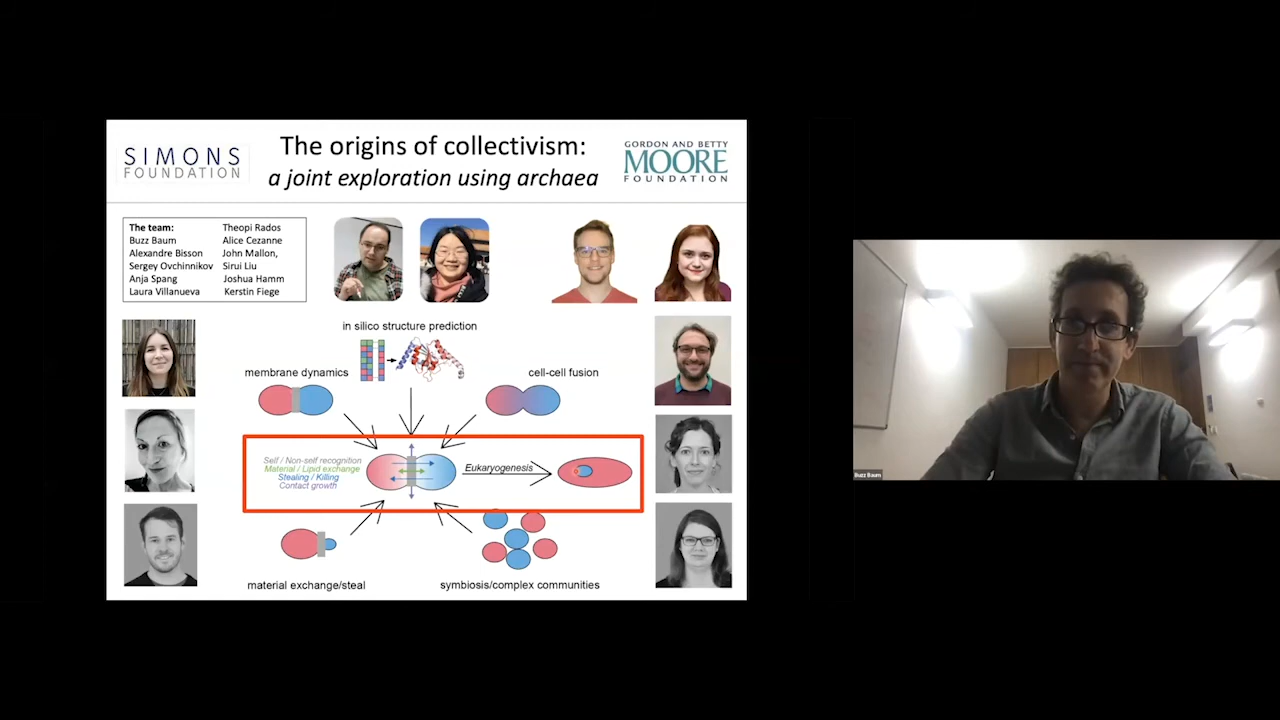 SIMONS
FOUNDATION
The origins of collectivism:
a joint exploration using archaea
GORDON AND BETTY
MOORE
FOUNDATION
The team:
Buzz Baum
Alexandre Bisson
Sergey Ovchinnikov
Anja Spang
Laura Villanueva
Theopi Rados
Alice Cezanne
John Mallon,
Sirui Liu
Joshua Hamm
Kerstin Fiege
in silico structure prediction
membrane dynamics
cell-cell fusion
Self / Non-self recognition
Material / Lipid exchange
Stealing / Killing
Contact growth
Eukaryogenesis
material exchange/steal
symbiosis/complex communities
Buzz Baum